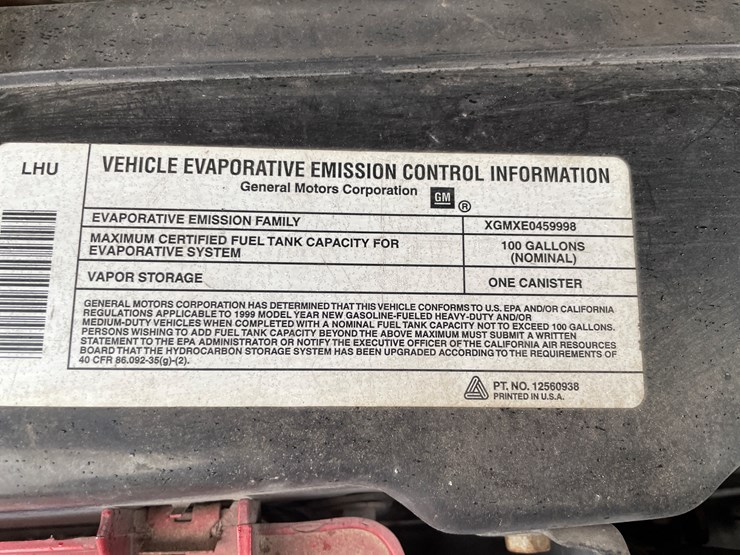 LHU
VEHICLE EVAPORATIVE EMISSION CONTROL INFORMATION
General Motors Corporation GM ®
EVAPORATIVE EMISSION FAMILY XGMXE0459998
MAXIMUM CERTIFIED FUEL TANK CAPACITY FOR
EVAPORATIVE SYSTEM
100 GALLONS
(NOMINAL)
VAPOR STORAGE ONE CANISTER
GENERAL MOTORS CORPORATION HAS DETERMINED THAT THIS VEHICLE CONFORMS TO U.S. EPA AND/OR CALIFORNIA
REGULATIONS APPLICABLE TO 1999 MODEL YEAR NEW GASOLINE-FUELED HEAVY-DUTY AND/OR
MEDIUM-DUTY VEHICLES WHEN COMPLETED WITH A NOMINAL FUEL TANK CAPACITY NOT TO EXCEED 100 GALLONS.
PERSONS WISHING TO ADD FUEL TANK CAPACITY BEYOND THE ABOVE MAXIMUM MUST SUBMIT A WRITTEN
STATEMENT TO THE EPA ADMINISTRATOR OR NOTIFY THE EXECUTIVE OFFICER OF THE CALIFORNIA AIR RESOURCES
BOARD THAT THE HYDROCARBON STORAGE SYSTEM HAS BEEN UPGRADED ACCORDING TO THE REQUIREMENTS OF
40 CFR 86.092-35(g)-(2).
PT. NO. 12560938
PRINTED IN U.S.A.